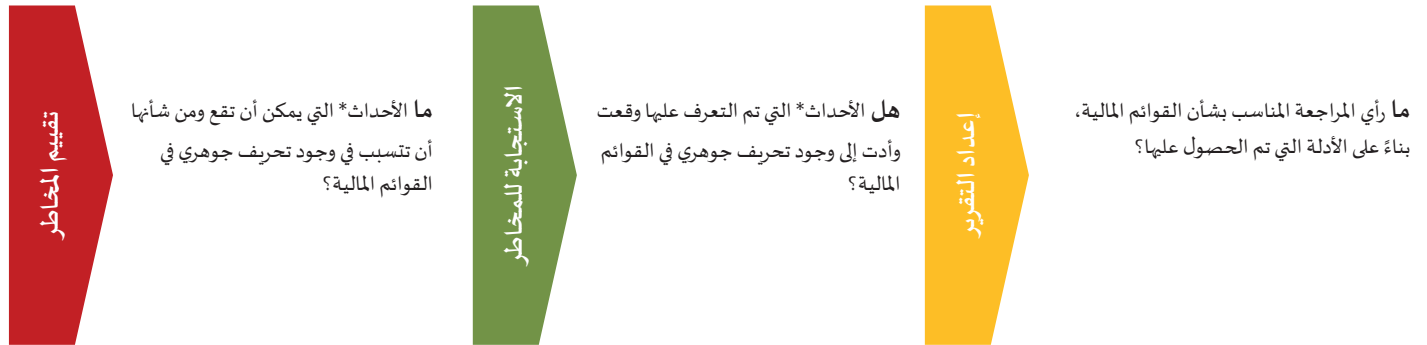 تقييم المخاطر
ما الأحداث* التي يمكن أن تقع ومن شأنها
أن تتسبب في وجود تحريف جوهري في
القوائم المالية؟
الاستجابة للمخاطر
هل الأحداث* التي تم التعرف عليها وقعت
وأدت إلى وجود تحريف جوهري في القوائم
المالية؟
إعداد التقرير
ما رأي المراجعة المناسب بشأن القوائم المالية،
بناءً على الأدلة التي تم الحصول عليها؟